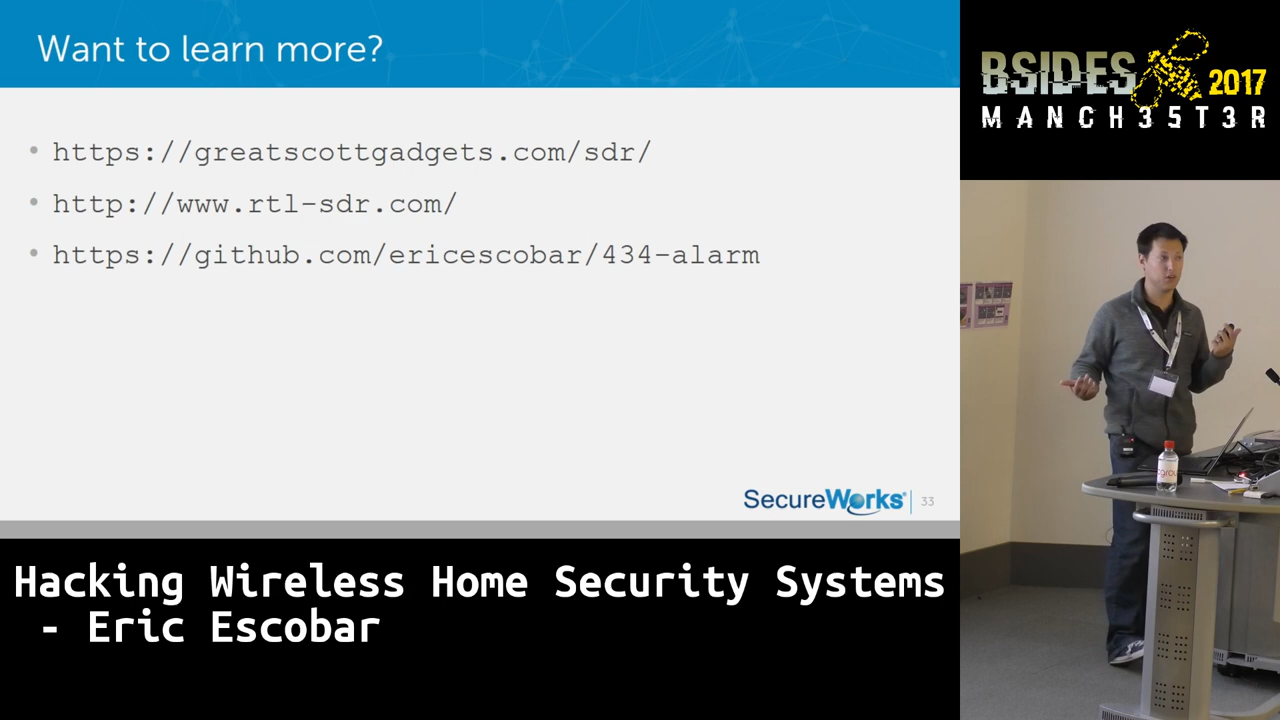 Want to learn more?
• https://greatscottgadgets.com/sdr/
• http://www.rtl-sdr.com/
• https://github.com/ericescobar/434-alarm
SecureWorks
33
BSIDES 2017
MANCH35T3R
Hacking Wireless Home Security Systems
- Eric Escobar